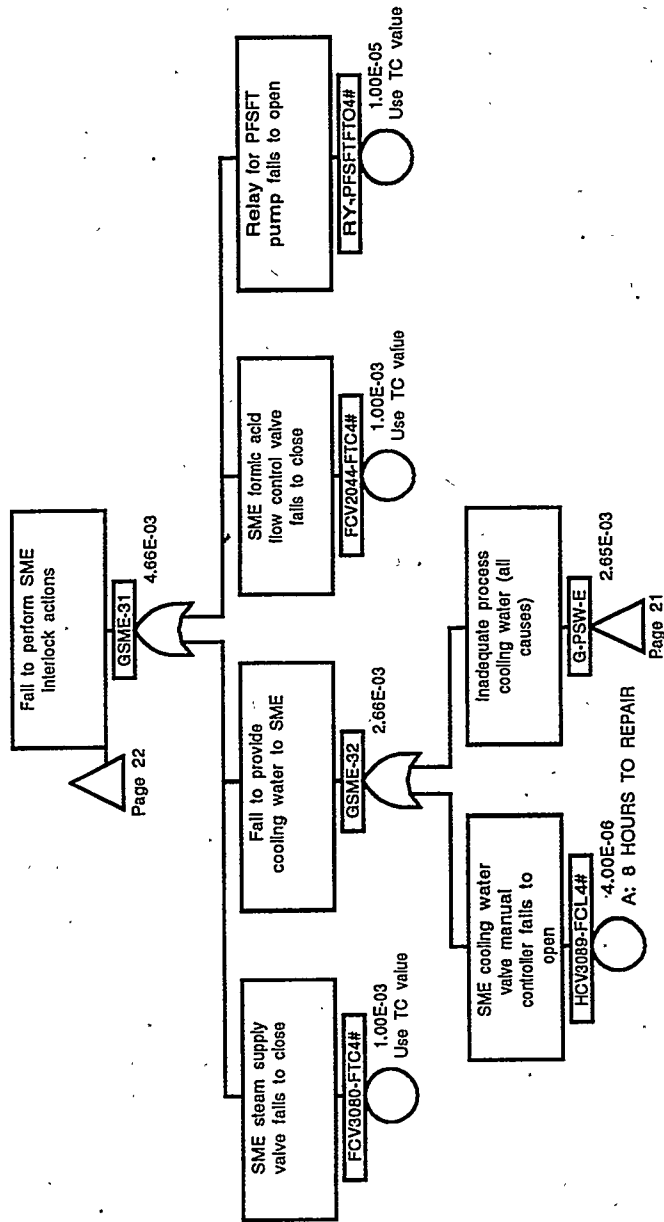 Fail to perform SME
Interlock actions
GSME-31
4.66E-03
Page 22
SME steam supply
valve fails to close
FCV3080-FTC4#
1.00E-03
Use TC value
Fail to provide
cooling water to SME
GSME-32
2.66E-03
SME formic acid
flow control valve
fails to close
FCV2044-FTC4#
1.00E-03
Use TC value
Relay for PFSFT
pump fails to open
RY-PFSFTFTO4#
1.00E-05
Use TC value
SME cooling water
valve manual
controller fails to
open
HCV3089-FCL4#
4.00E-06
A: 8 HOURS TO REPAIR
Inadequate process
cooling water (all
causes)
G-PSW-E
2.65E-03
Page 21